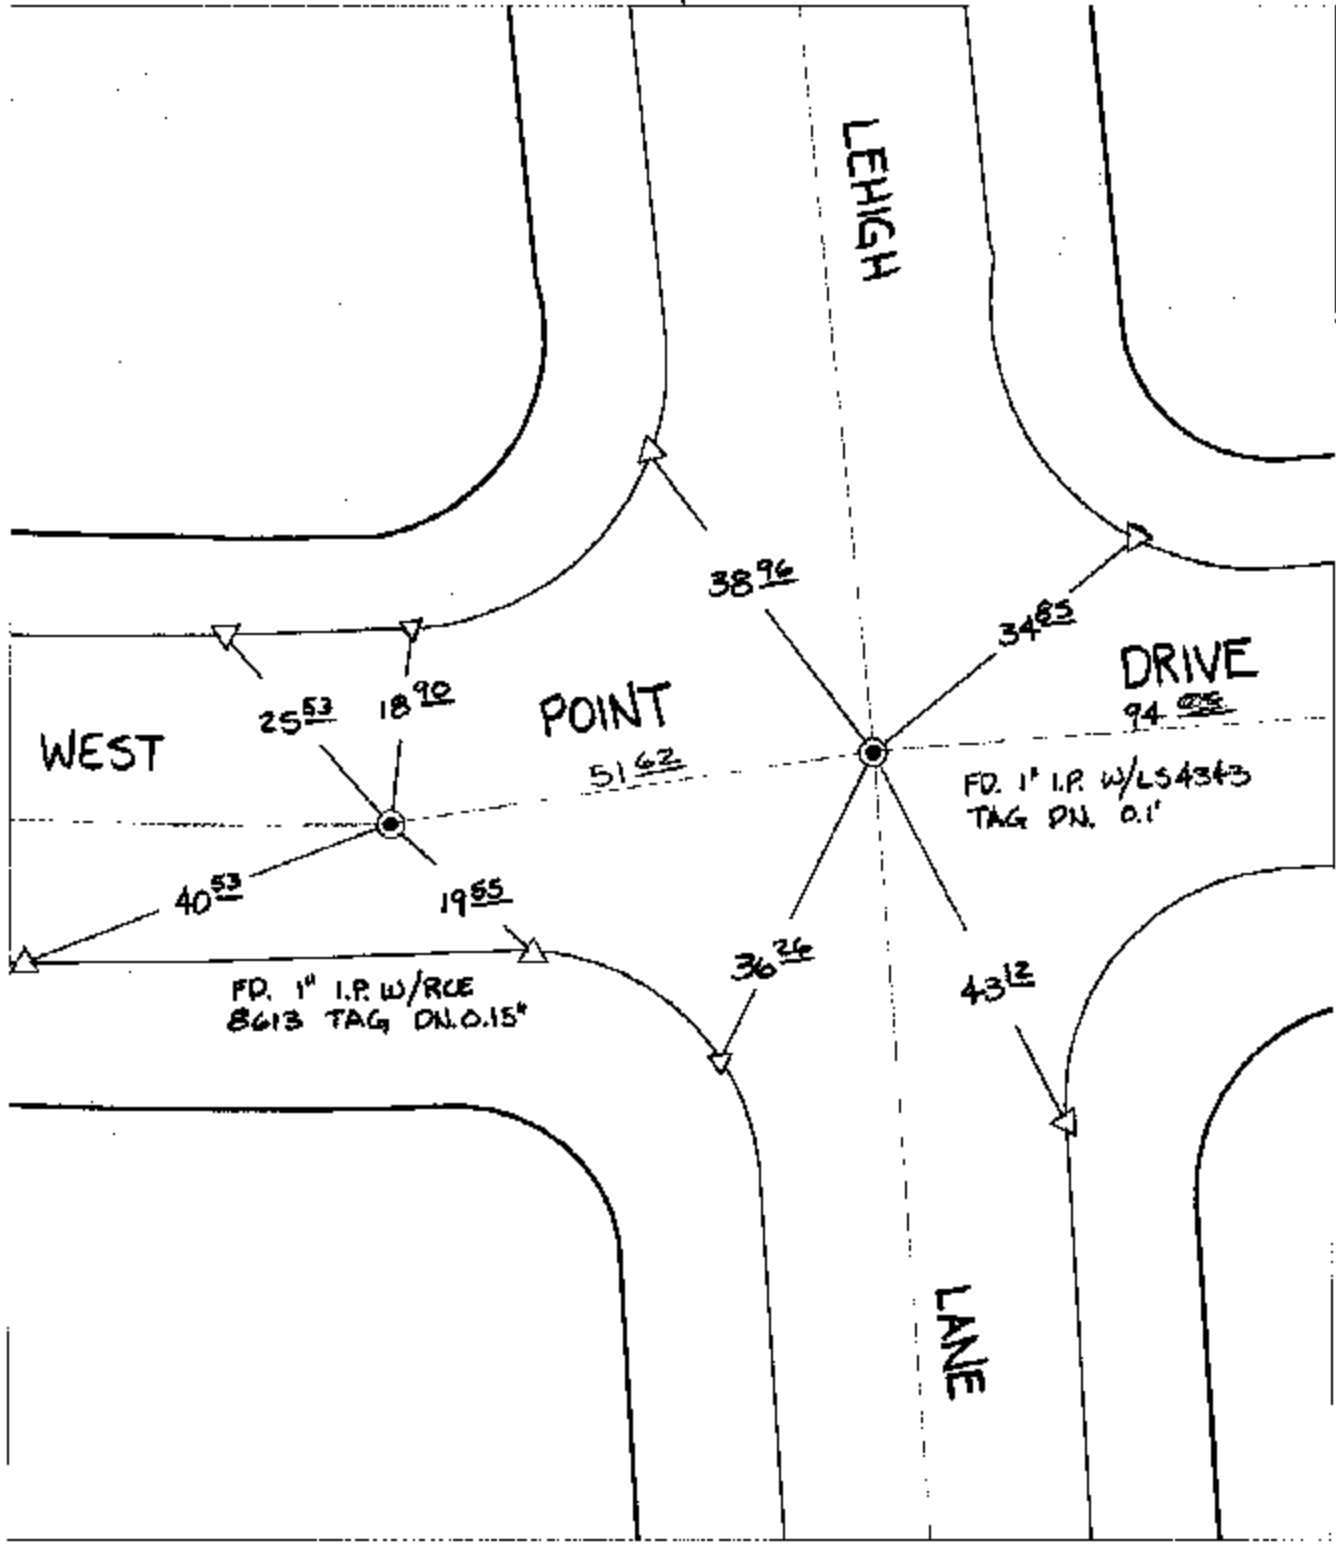 LEHIGH
38 96
34 85
DRIVE
94
25 53
18 90
POINT
WEST
51 62
FD. 1" I.P. W/LS4343
TAG DN. 0.1'
40 53
19 55
36 26
43 12
FD. 1" I.P. W/RCE
8613 TAG DN. 0.15"
LANE